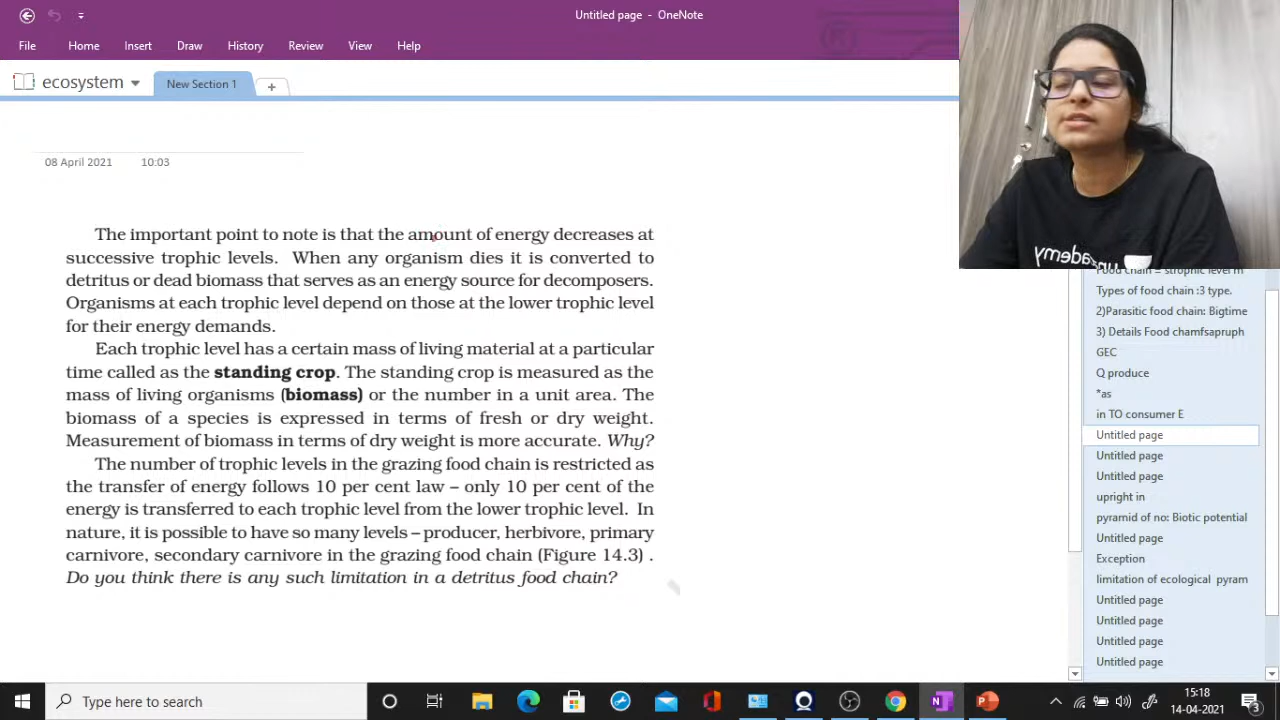 Untitled page - OneNote
File Home Insert Draw History Review View Help
ecosystem New Section 1 +
08 April 2021 10:03
The important point to note is that the amount of energy decreases at
successive trophic levels. When any organism dies it is converted to
detritus or dead biomass that serves as an energy source for decomposers.
Organisms at each trophic level depend on those at the lower trophic level
for their energy demands.
Each trophic level has a certain mass of living material at a particular
time called as the standing crop. The standing crop is measured as the
mass of living organisms (biomass) or the number in a unit area. The
biomass of a species is expressed in terms of fresh or dry weight.
Measurement of biomass in terms of dry weight is more accurate. Why?
The number of trophic levels in the grazing food chain is restricted as
the transfer of energy follows 10 per cent law – only 10 per cent of the
energy is transferred to each trophic level from the lower trophic level. In
nature, it is possible to have so many levels – producer, herbivore, primary
carnivore, secondary carnivore in the grazing food chain (Figure 14.3) .
Do you think there is any such limitation in a detritus food chain?
Food chain = strophic level m
Types of food chain :3 type.
2)Parasitic food chain: Bigtime
3) Details Food chamfsapruph
GEC
Q produce
*as
in TO consumer E
Untitled page
Untitled page
Untitled page
upright in
pyramid of no: Biotic potential
Untitled page
Exception
limitation of ecological pyram
Untitled page
Untitled page
Untitled page
Untitled page
Type here to search
15:18
14-04-2021
3